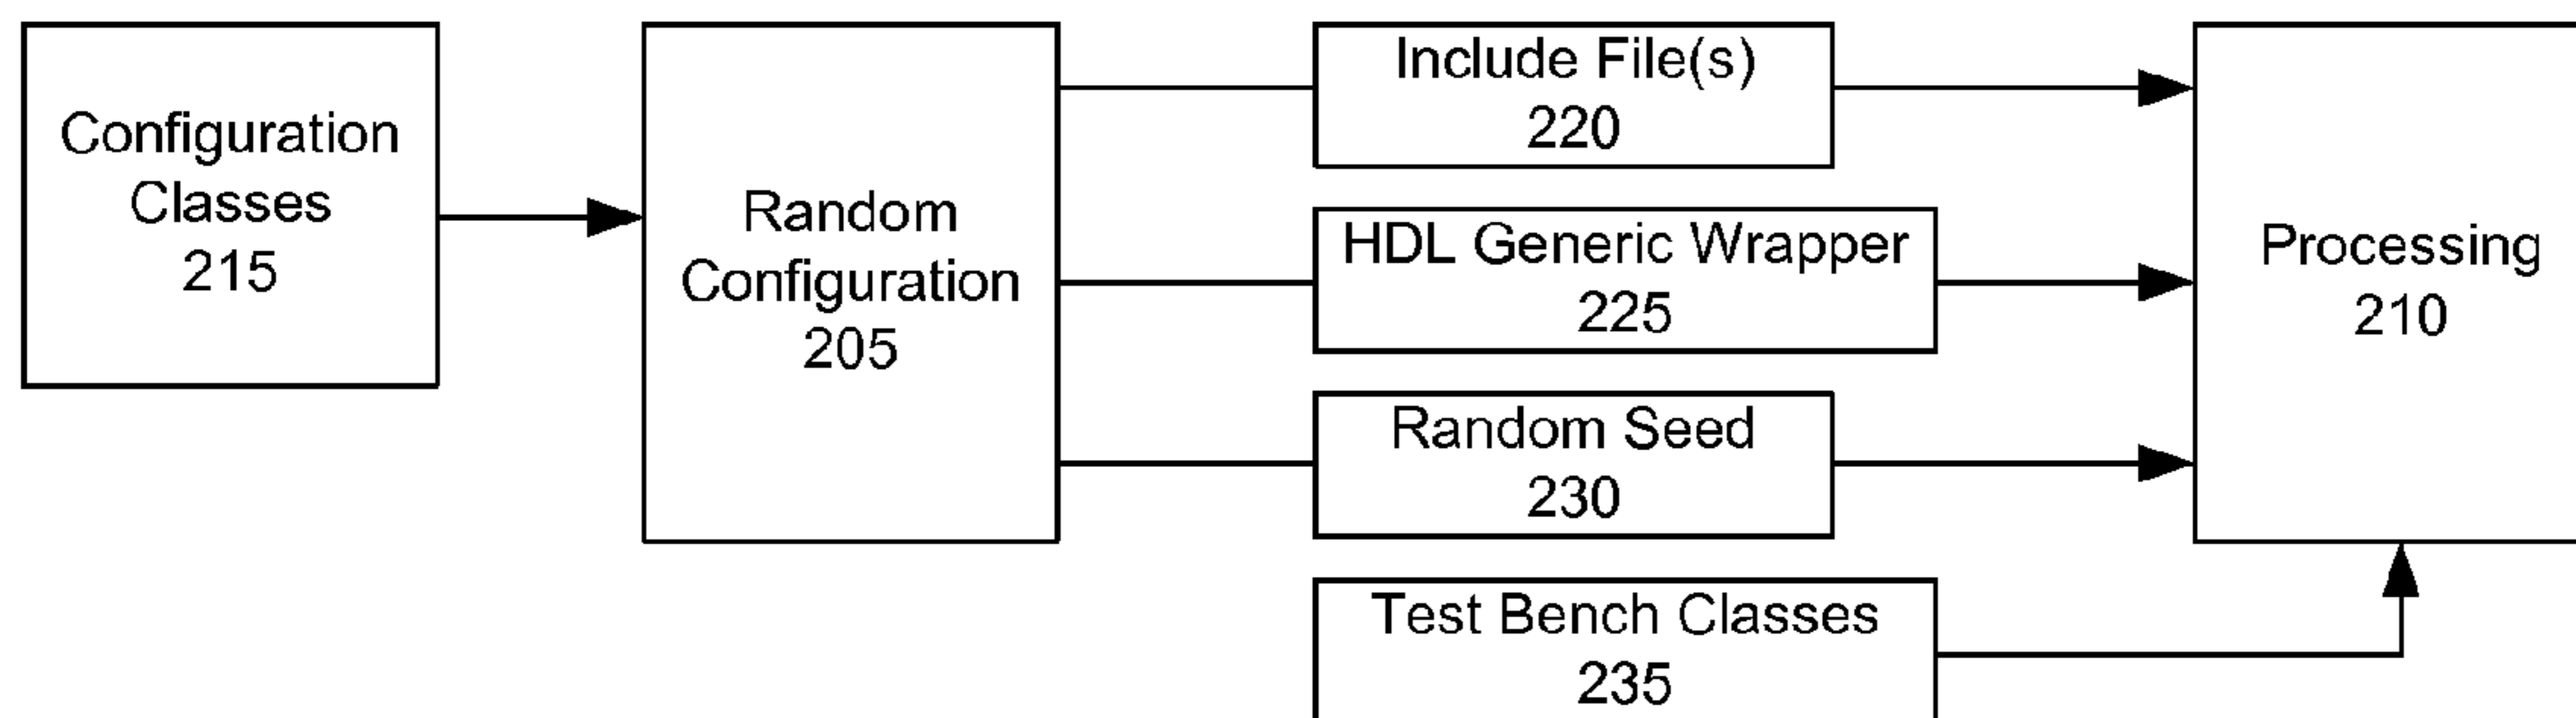 Configuration
Classes
215
Random
Configuration
205
Include File(s)
220
HDL Generic Wrapper
225
Random Seed
230
Test Bench Classes
235
Processing
210